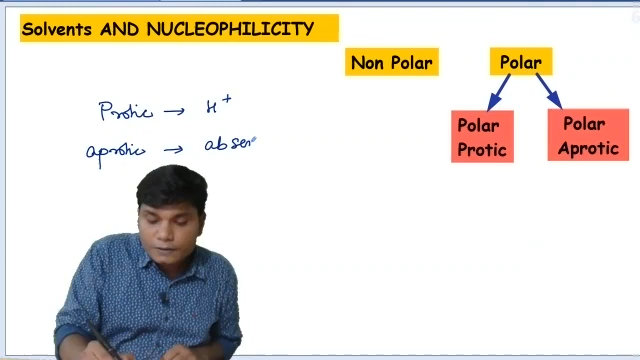 Solvents AND NUCLEOPHILICITY
Non Polar
Polar
Protic → H+
aprotic → absen
Polar Protic
Polar Aprotic